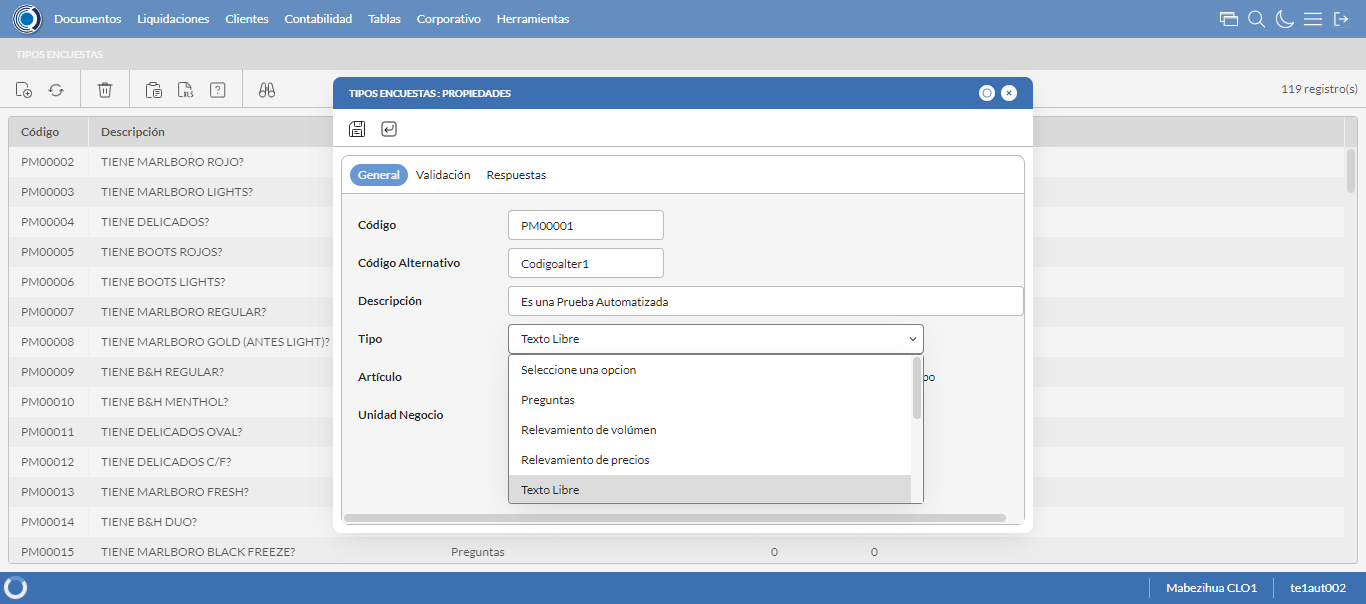 Documentos Liquidaciones Clientes Contabilidad Tablas Corporativo Herramientas
TIPOS ENCUESTAS
XLS ?
119 registro(s)
Código Descripción
PM00002 TIENE MARLBORO ROJO?
PM00003 TIENE MARLBORO LIGHTS?
PM00004 TIENE DELICADOS?
PM00005 TIENE BOOTS ROJOS?
PM00006 TIENE BOOTS LIGHTS?
PM00007 TIENE MARLBORO REGULAR?
PM00008 TIENE MARLBORO GOLD (ANTES LIGHT)?
PM00009 TIENE B&H REGULAR?
PM00010 TIENE B&H MENTHOL?
PM00011 TIENE DELICADOS OVAL?
PM00012 TIENE DELICADOS C/F?
PM00013 TIENE MARLBORO FRESH?
PM00014 TIENE B&H DUO?
PM00015 TIENE MARLBORO BLACK FREEZE? Preguntas 0 0
TIPOS ENCUESTAS : PROPIEDADES
General Validación Respuestas
Código PM00001
Código Alternativo Codigoalter1
Descripción Es una Prueba Automatizada
Tipo Texto Libre
Artículo
Unidad Negocio
Seleccione una opcion
Preguntas
Relevamiento de volúmen
Relevamiento de precios
Texto Libre
Mabezihua CLO1 te1aut002